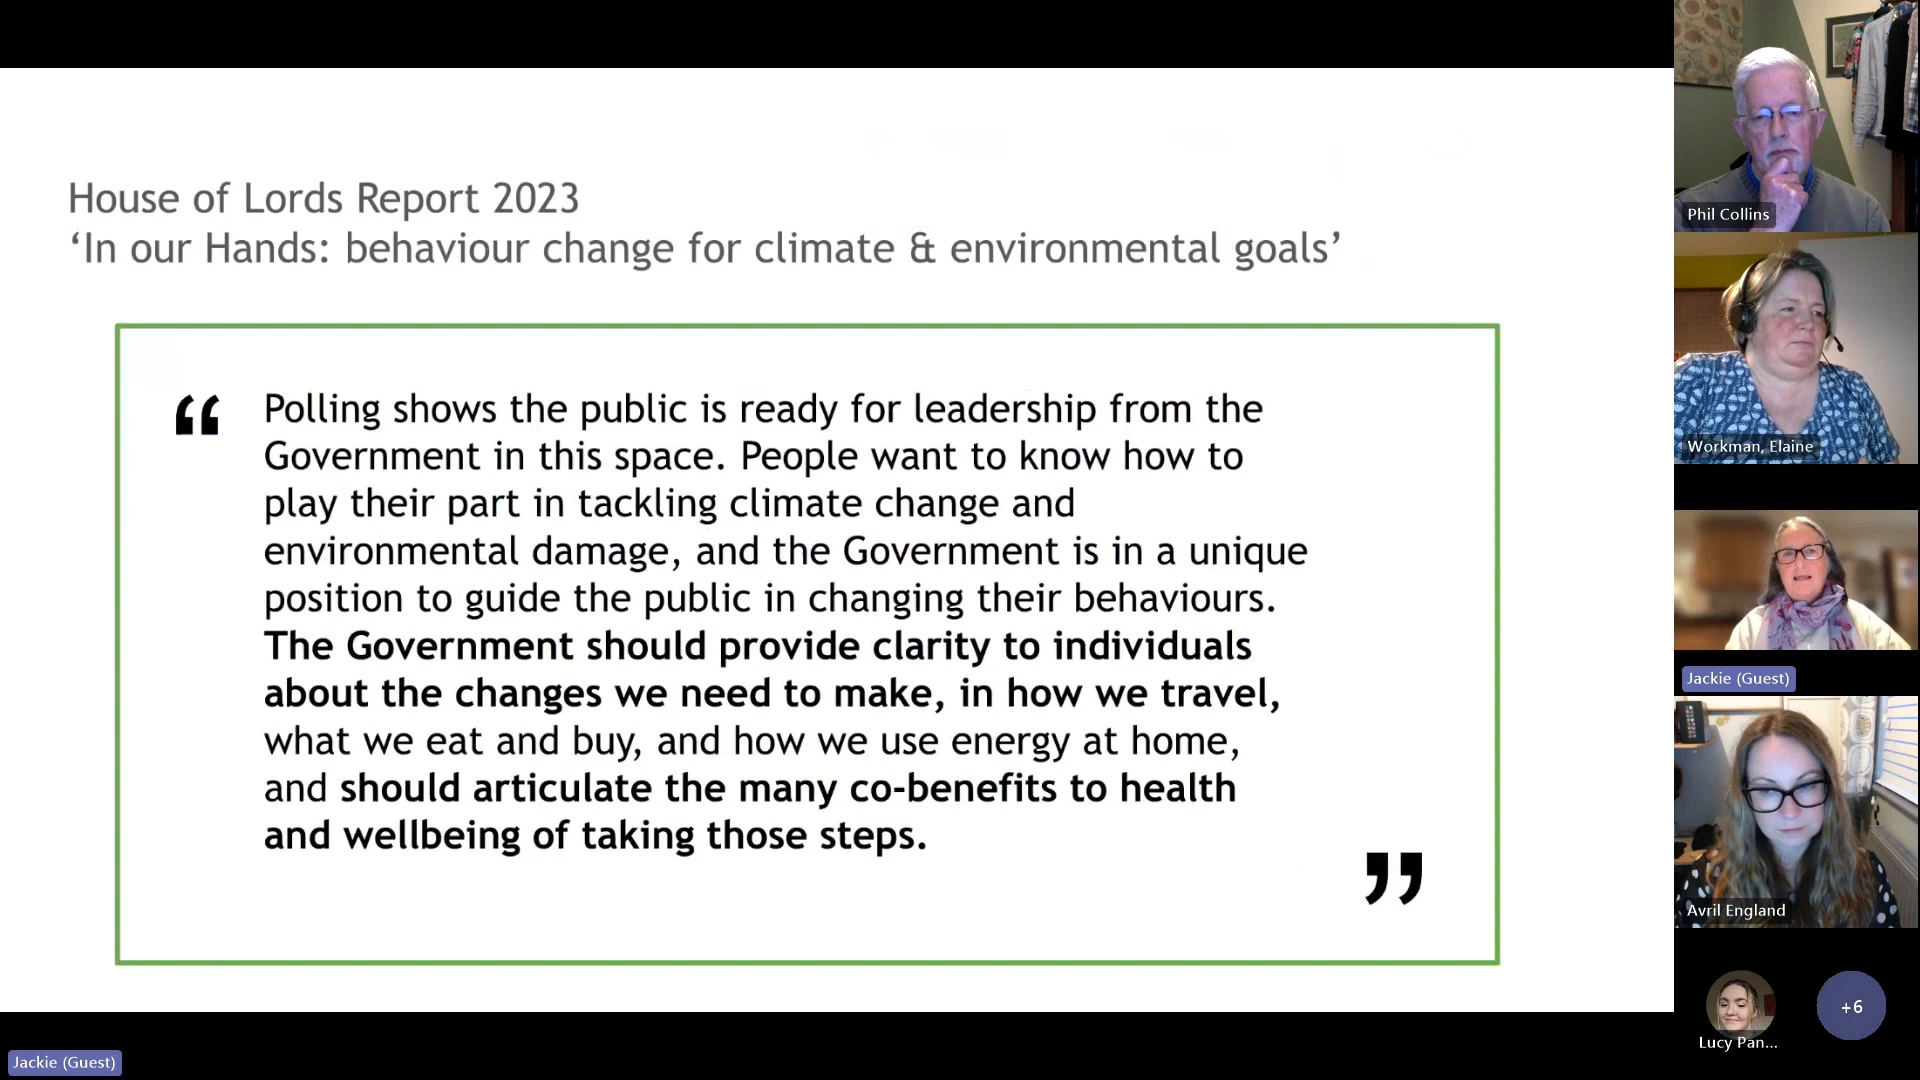 House of Lords Report 2023
‘In our Hands: behaviour change for climate & environmental goals’
“ Polling shows the public is ready for leadership from the
Government in this space. People want to know how to
play their part in tackling climate change and
environmental damage, and the Government is in a unique
position to guide the public in changing their behaviours.
The Government should provide clarity to individuals
about the changes we need to make, in how we travel,
what we eat and buy, and how we use energy at home,
and should articulate the many co-benefits to health
and wellbeing of taking those steps.
”
Phil Collins
Workman, Elaine
Jackie (Guest)
Avril England
Lucy Pan...
+6
Jackie (Guest)